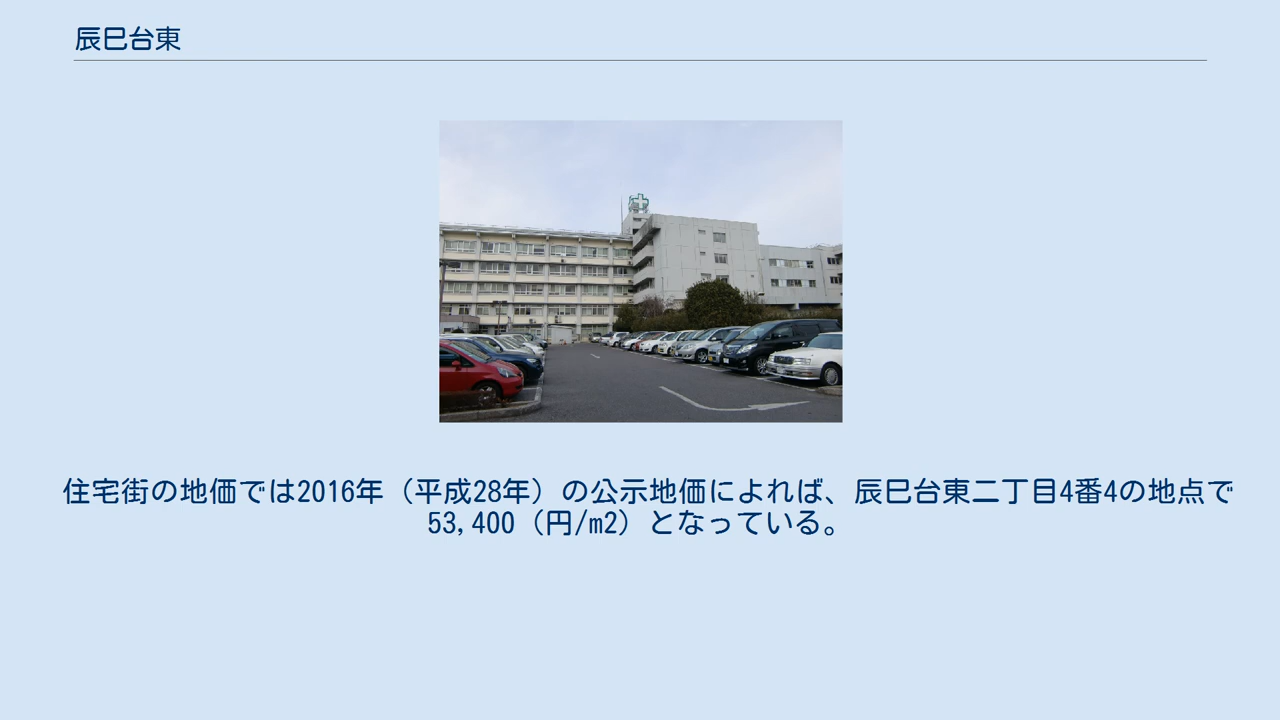 辰巳台東
住宅街の地価では2016年（平成28年）の公示地価によれば、辰巳台東二丁目4番4の地点で
53,400（円/m2）となっている。